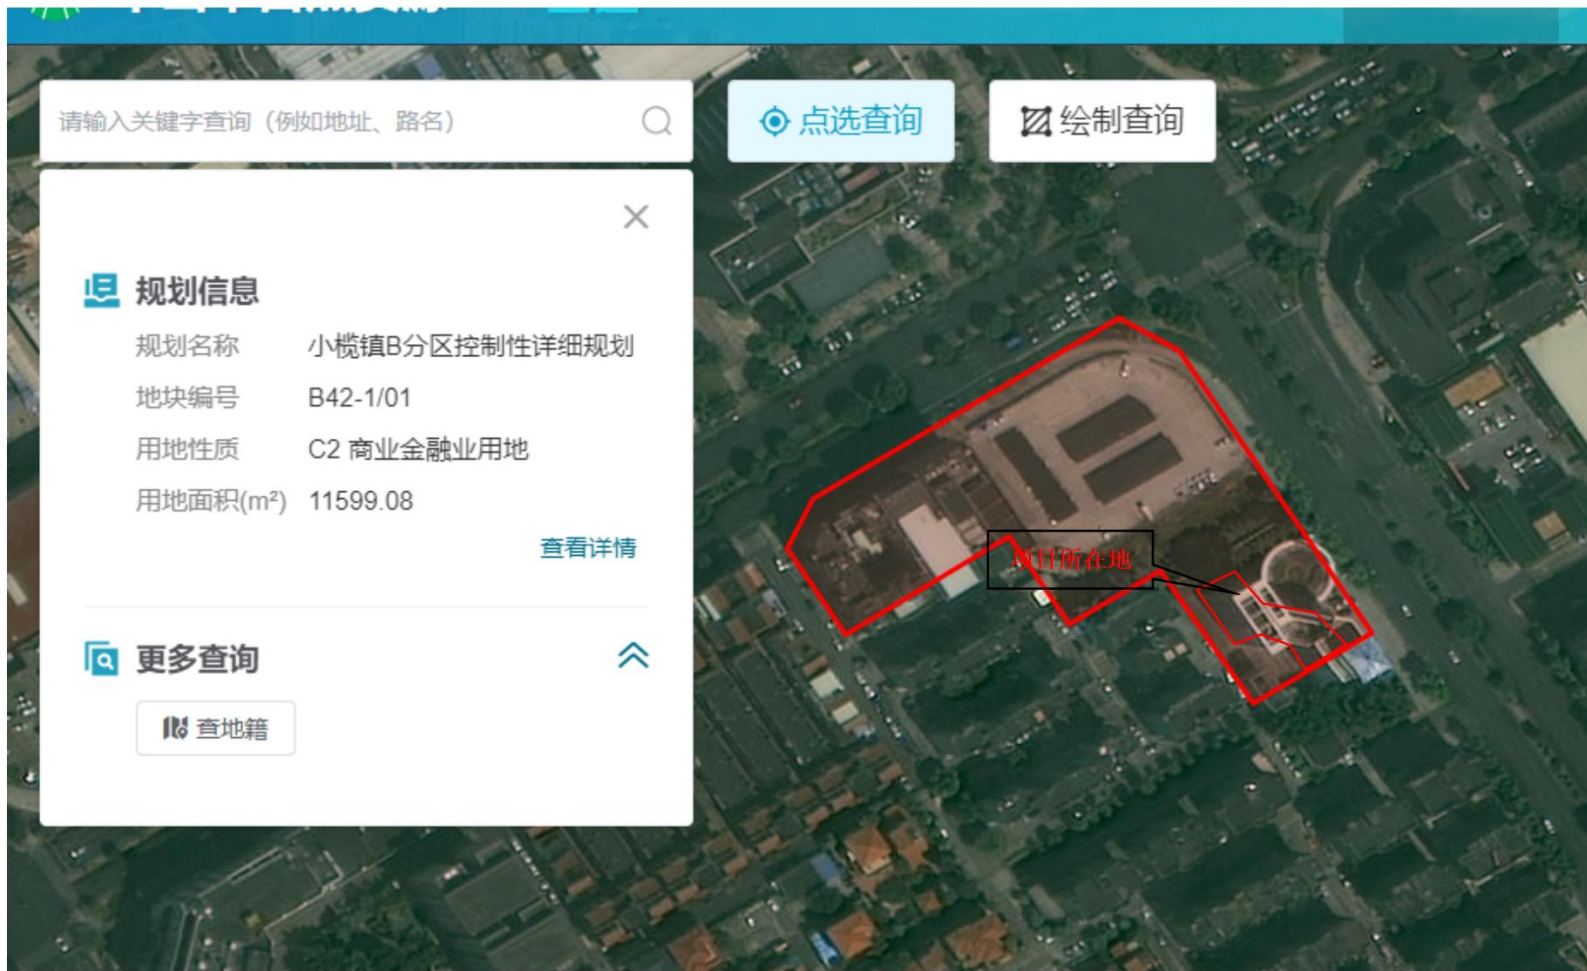 请输入关键字查询（例如地址、路名）
点选查询
绘制查询
规划信息
规划名称 小榄镇B分区控制性详细规划
地块编号 B42-1/01
用地性质 C2 商业金融业用地
用地面积(m²) 11599.08
查看详情
项目所在地
更多查询
查地籍